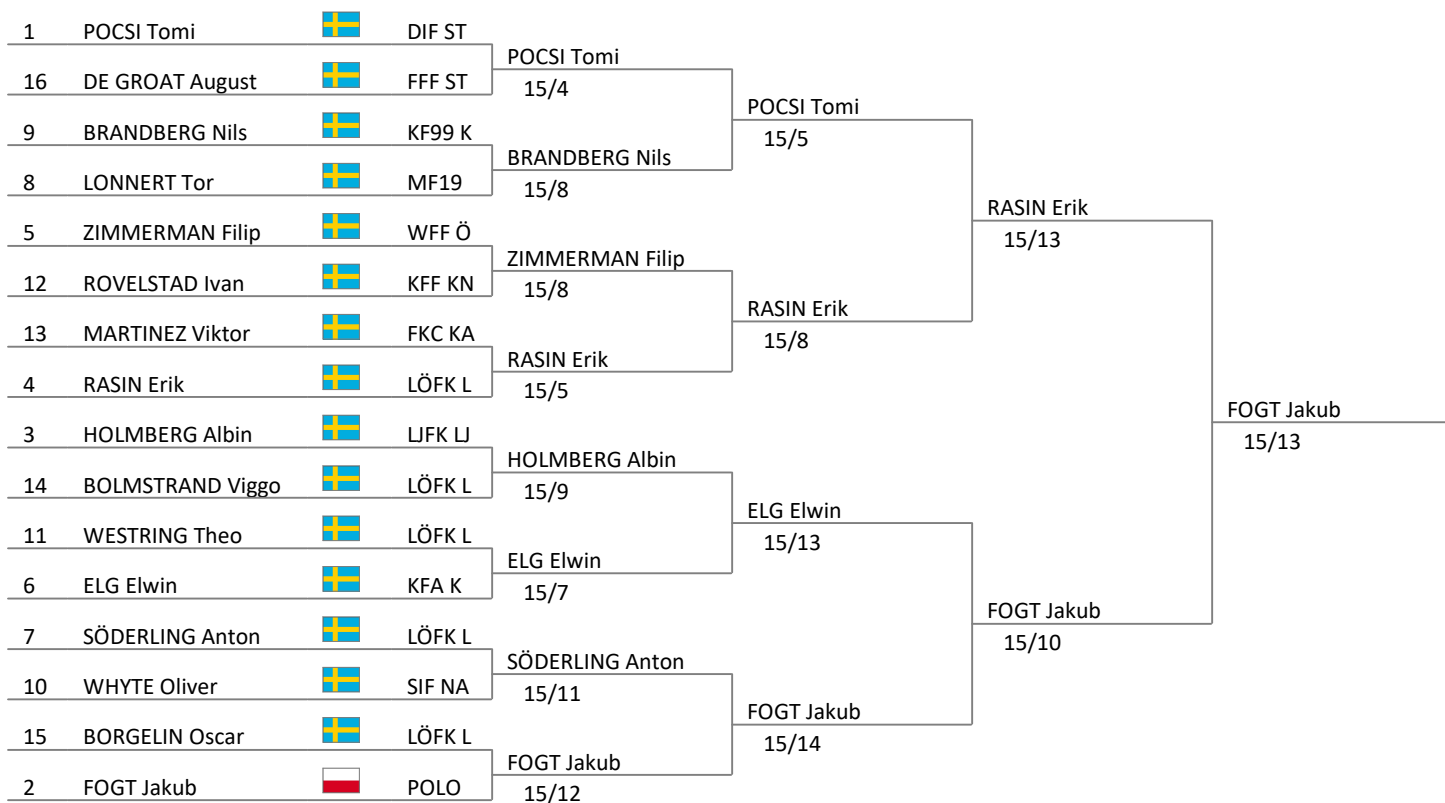 1 POCSI Tomi DIF ST
16 DE GROAT August FFF ST
9 BRANDBERG Nils KF99 K
8 LONNERT Tor MF19
5 ZIMMERMAN Filip WFF Ö
12 ROVELSTAD Ivan KFF KN
13 MARTINEZ Viktor FKC KA
4 RASIN Erik LÖFK L
3 HOLMBERG Albin LJFK LJ
14 BOLMSTRAND Viggo LÖFK L
11 WESTRING Theo LÖFK L
6 ELG Elwin KFA K
7 SÖDERLING Anton LÖFK L
10 WHYTE Oliver SIF NA
15 BORGELIN Oscar LÖFK L
2 FOGT Jakub POLO
POCSI Tomi
15/4
BRANDBERG Nils
15/8
ZIMMERMAN Filip
15/8
RASIN Erik
15/5
HOLMBERG Albin
15/9
ELG Elwin
15/7
SÖDERLING Anton
15/11
FOGT Jakub
15/12
POCSI Tomi
15/5
RASIN Erik
15/8
ELG Elwin
15/13
FOGT Jakub
15/14
RASIN Erik
15/13
FOGT Jakub
15/10
FOGT Jakub
15/13